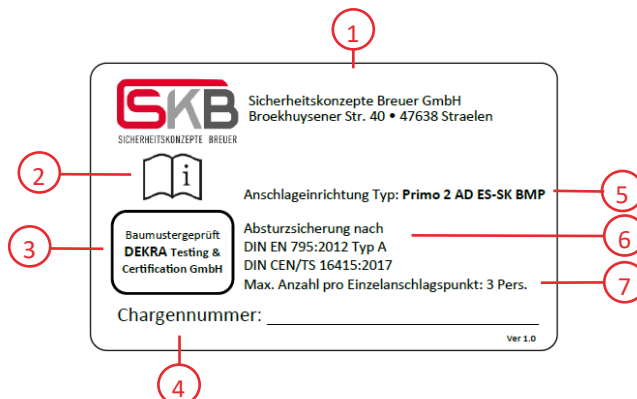 1
SKB
SICHERHEITSKONZEPTE BREUER
Sicherheitskonzepte Breuer GmbH
Broekhuysener Str. 40 • 47638 Straelen
2
i
Anschlageinrichtung Typ: Primo 2 AD ES-SK BMP
5
3
Baumustergeprüft
DEKRA Testing &
Certification GmbH
Absturzsicherung nach
6
DIN EN 795:2012 Typ A
DIN CEN/TS 16415:2017
Max. Anzahl pro Einzelanschlagspunkt: 3 Pers.
7
Chargennummer: ____________________
Ver 1.0
4